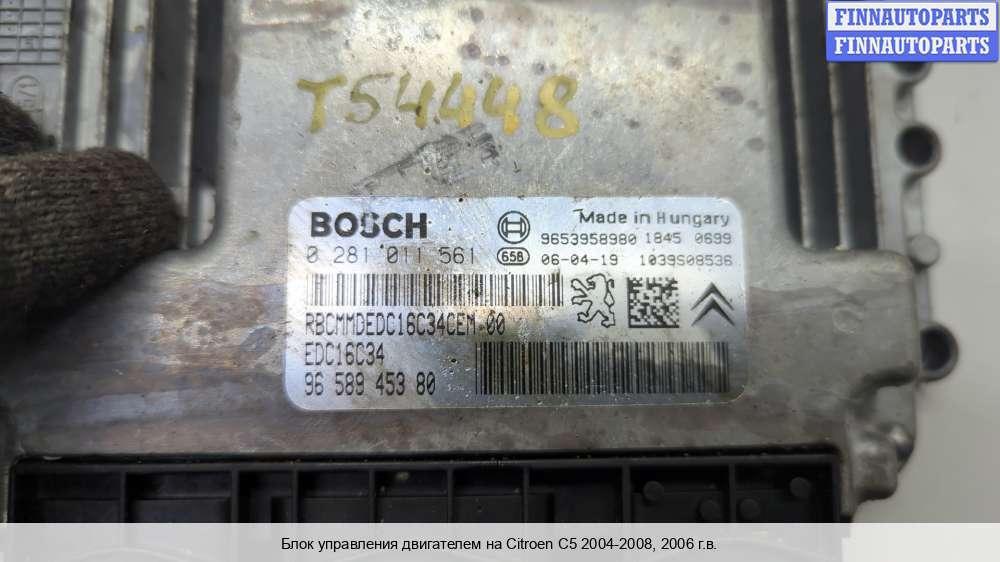 FINNAUTOPARTS
FINNAUTOPARTS
T54448
BOSCH
Made in Hungary
9653958980 1845 0699
0 281 011 561
658 06-04-19 1039S08536
RBCMMDEDC16C34CEM-00
EDC16C34
96 589 453 80
Блок управления двигателем на Citroen C5 2004-2008, 2006 г.в.